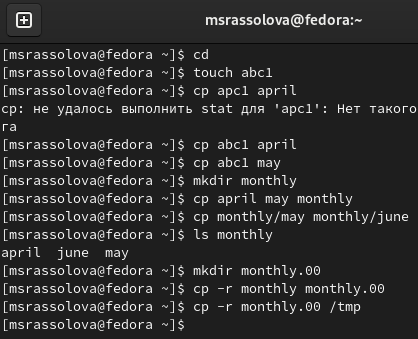 msrassolova@fedora:~
[msrassolova@fedora ~]$ cd
[msrassolova@fedora ~]$ touch abc1
[msrassolova@fedora ~]$ cp apc1 april
cp: не удалось выполнить stat для 'apc1': Нет такого
га
[msrassolova@fedora ~]$ cp abc1 april
[msrassolova@fedora ~]$ cp abc1 may
[msrassolova@fedora ~]$ mkdir monthly
[msrassolova@fedora ~]$ cp april may monthly
[msrassolova@fedora ~]$ cp monthly/may monthly/june
[msrassolova@fedora ~]$ ls monthly
april  june  may
[msrassolova@fedora ~]$ mkdir monthly.00
[msrassolova@fedora ~]$ cp -r monthly monthly.00
[msrassolova@fedora ~]$ cp -r monthly.00 /tmp
[msrassolova@fedora ~]$